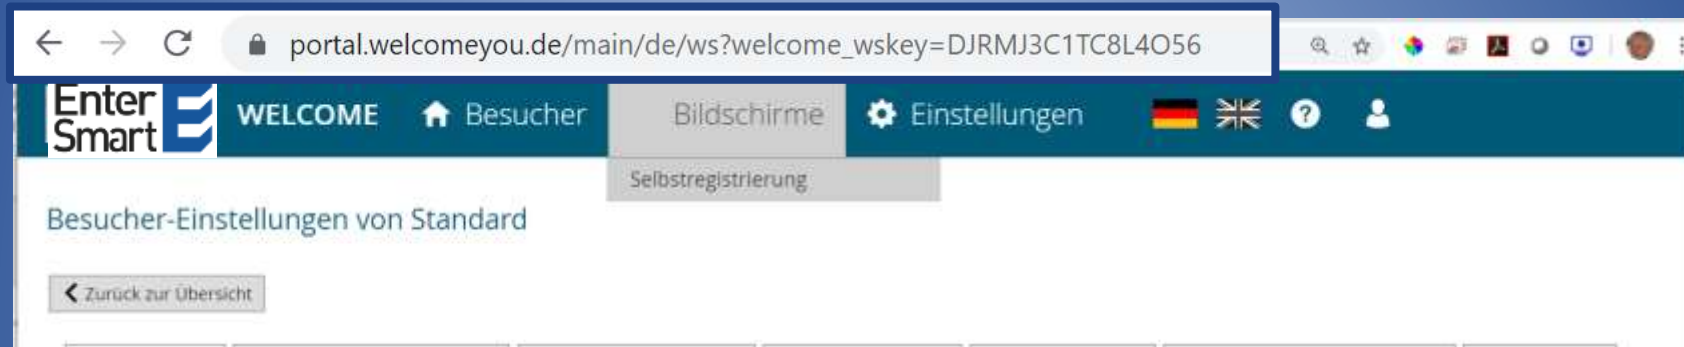 portal.welcomeyou.de/main/de/ws?welcome_wskey=DJRMJ3C1TC8L4O56
Enter
Smart
WELCOME Besucher Bildschirme Einstellungen ?
Selbstregistrierung
Besucher-Einstellungen von Standard
Zurück zur Übersicht